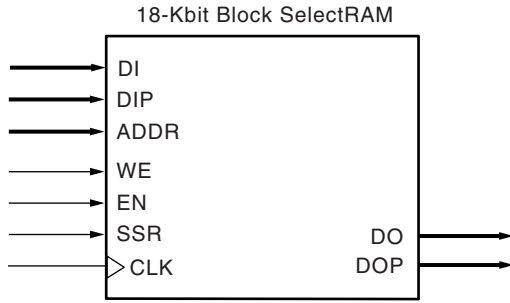 18-Kbit Block SelectRAM
DI
DIP
ADDR
WE
EN
SSR
CLK
DO
DOP